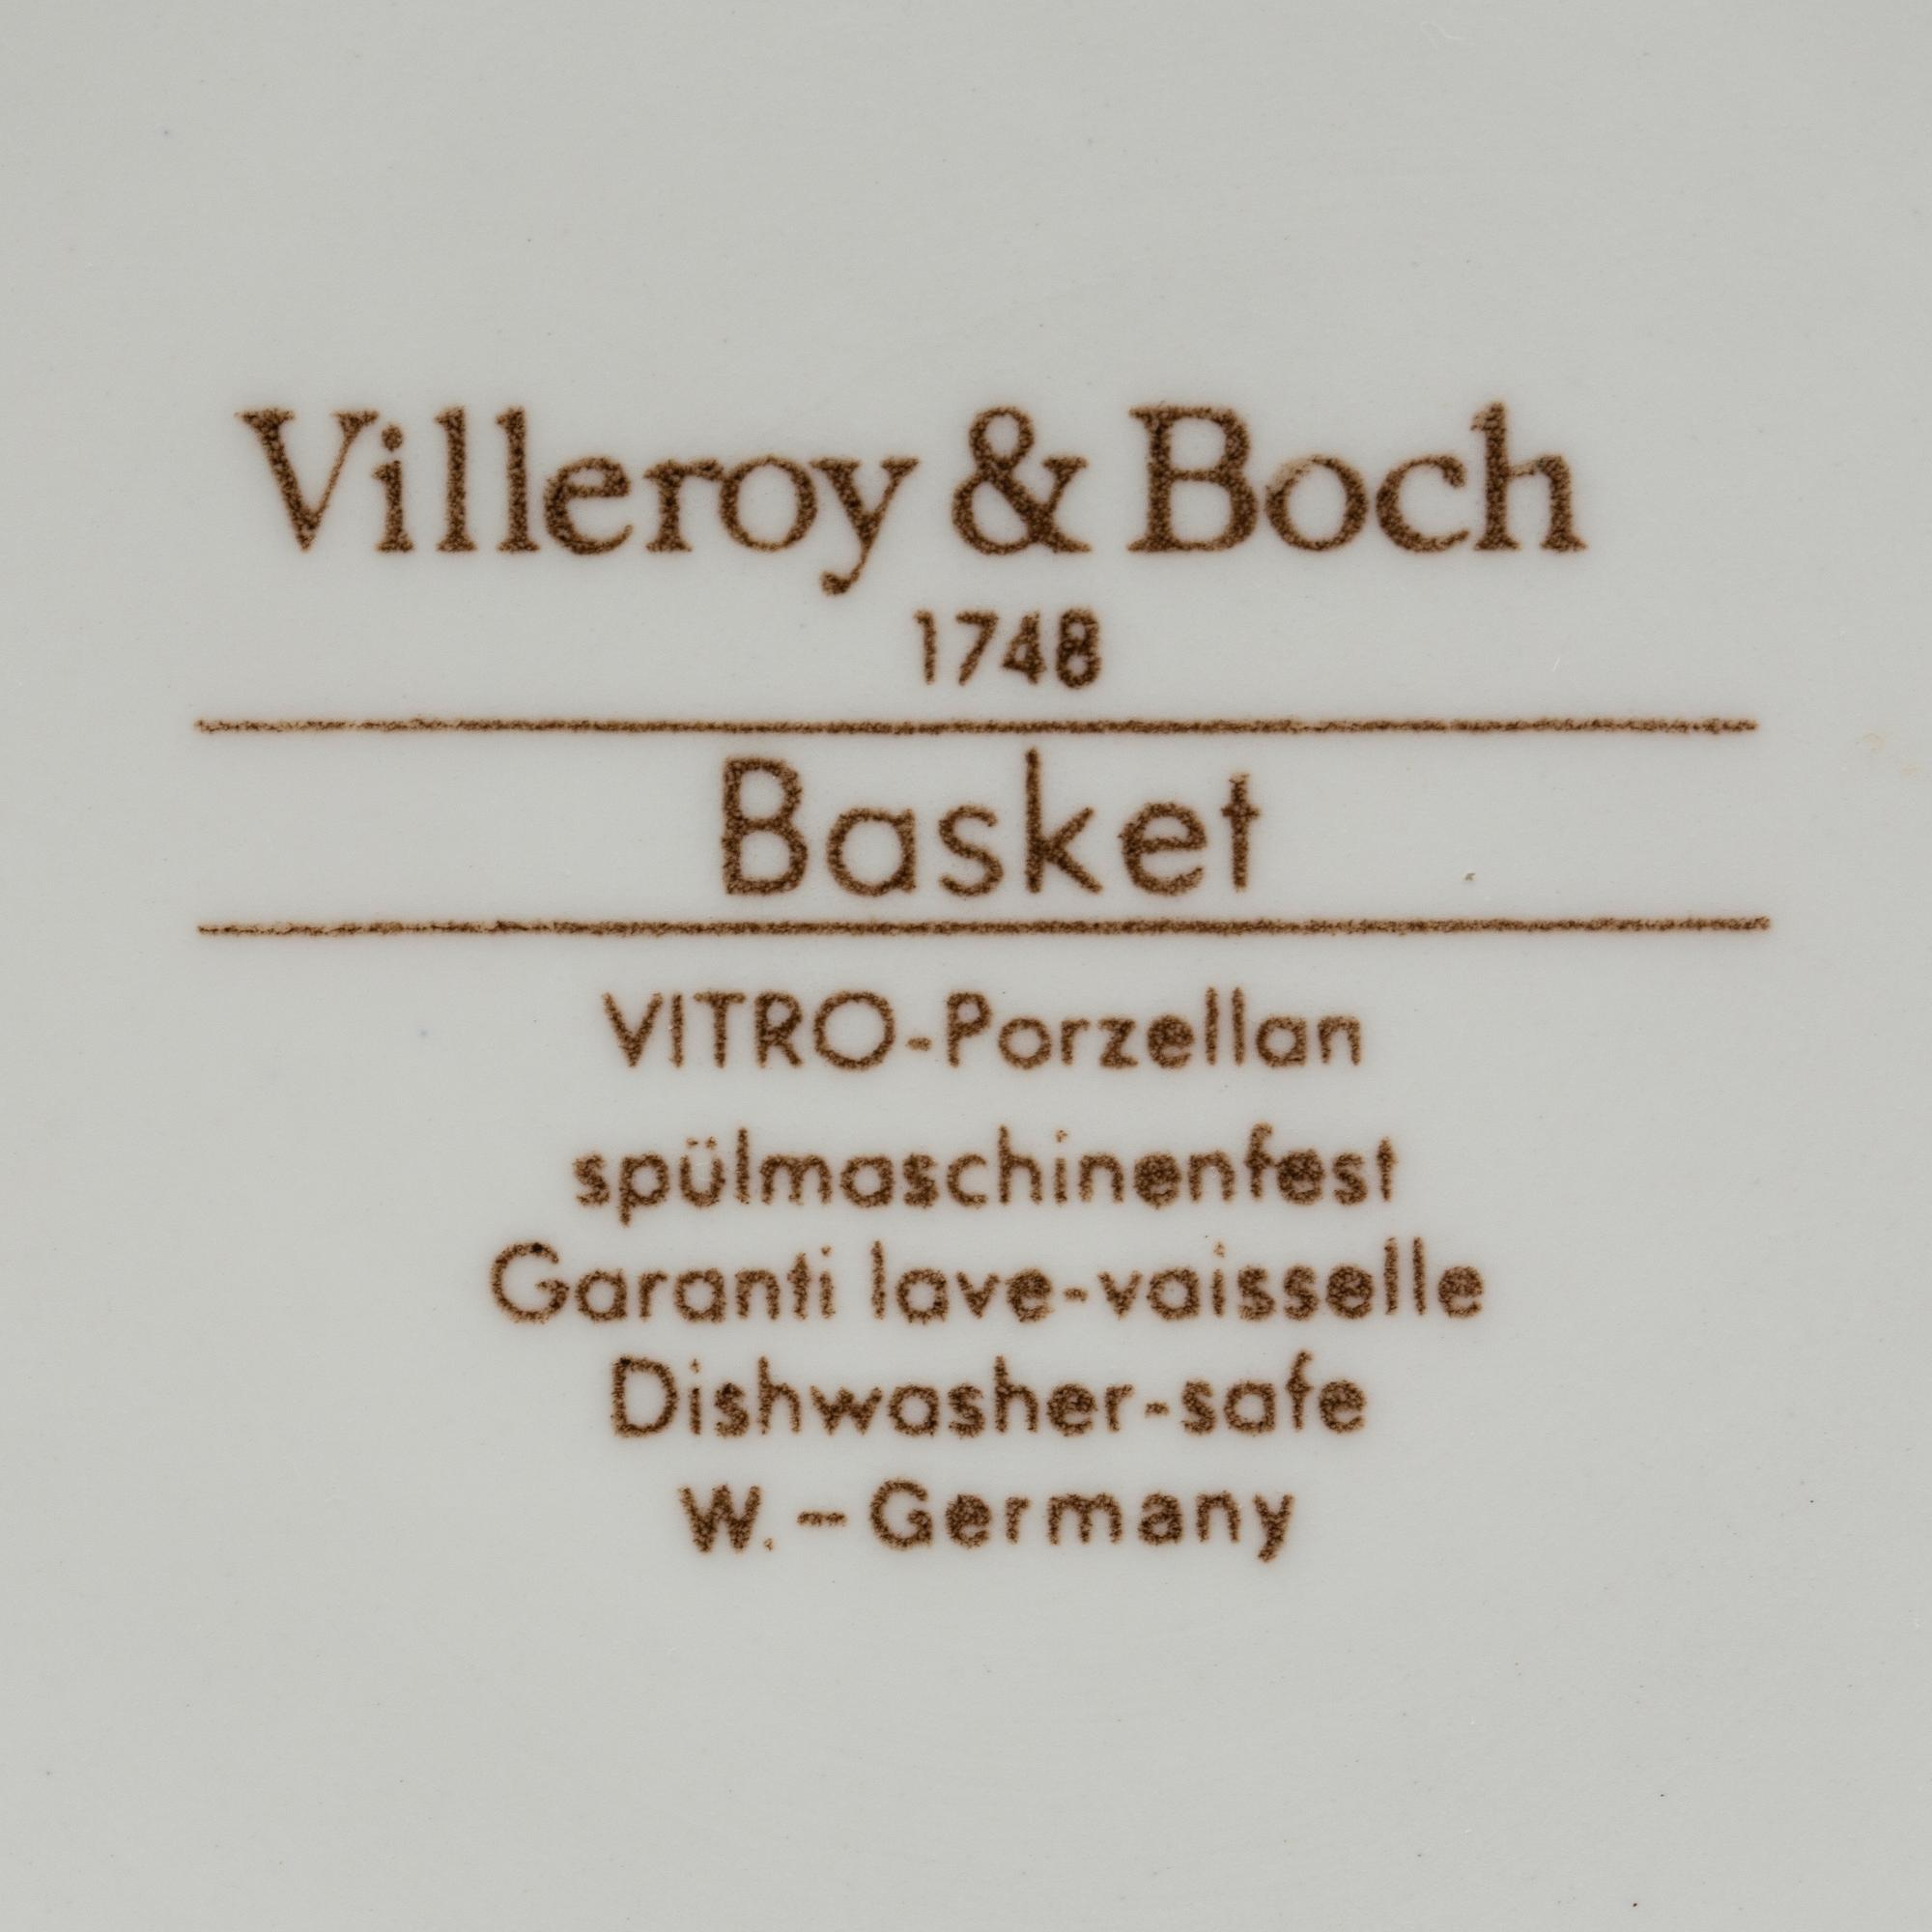 Villeroy & Boch
1748
Basket
VITRO-Porzellan
spülmaschinenfest
Garanti lave-vaisselle
Dishwasher-safe
W.–Germany